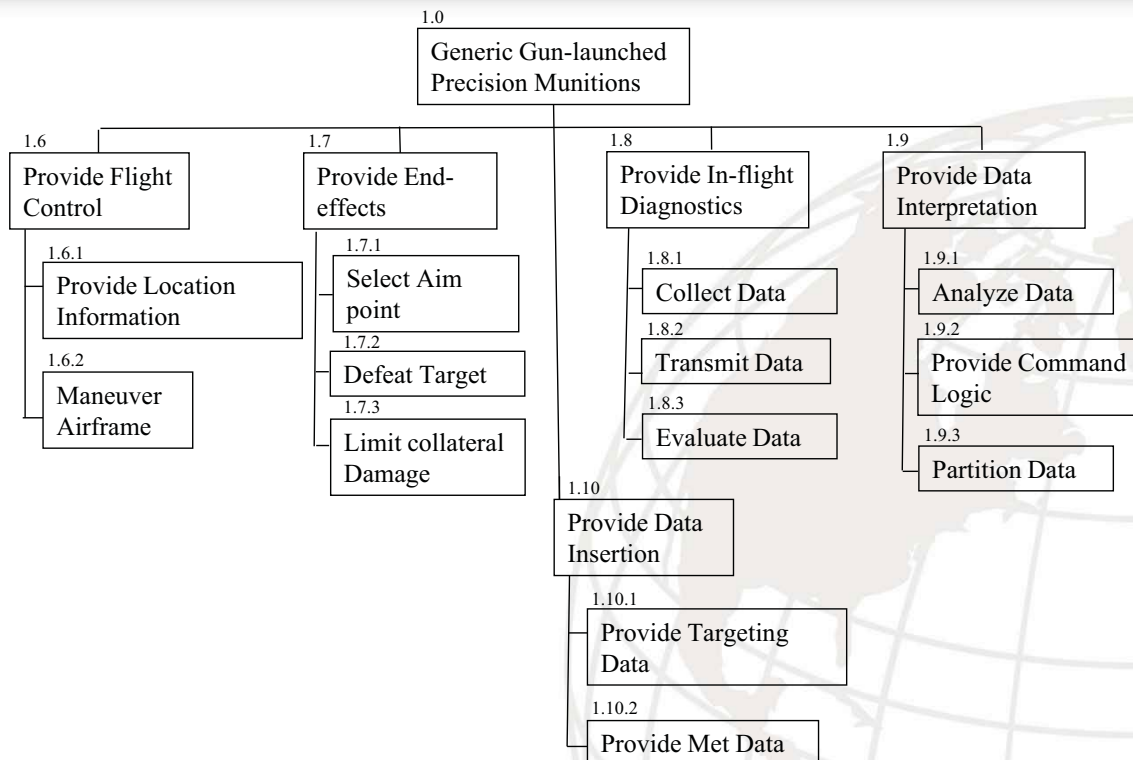 1.0
Generic Gun-launched
Precision Munitions
1.6
Provide Flight
Control
1.6.1
Provide Location
Information
1.6.2
Maneuver
Airframe
1.7
Provide End-
effects
1.7.1
Select Aim
point
1.7.2
Defeat Target
1.7.3
Limit collateral
Damage
1.8
Provide In-flight
Diagnostics
1.8.1
Collect Data
1.8.2
Transmit Data
1.8.3
Evaluate Data
1.9
Provide Data
Interpretation
1.9.1
Analyze Data
1.9.2
Provide Command
Logic
1.9.3
Partition Data
1.10
Provide Data
Insertion
1.10.1
Provide Targeting
Data
1.10.2
Provide Met Data